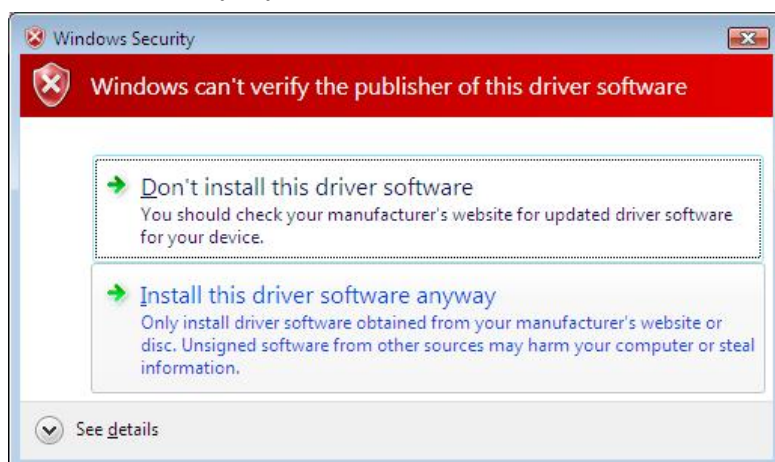 Windows Security
Windows can't verify the publisher of this driver software
Don't install this driver software
You should check your manufacturer's website for updated driver software
for your device.
Install this driver software anyway
Only install driver software obtained from your manufacturer's website or
disc. Unsigned software from other sources may harm your computer or steal
information.
See details